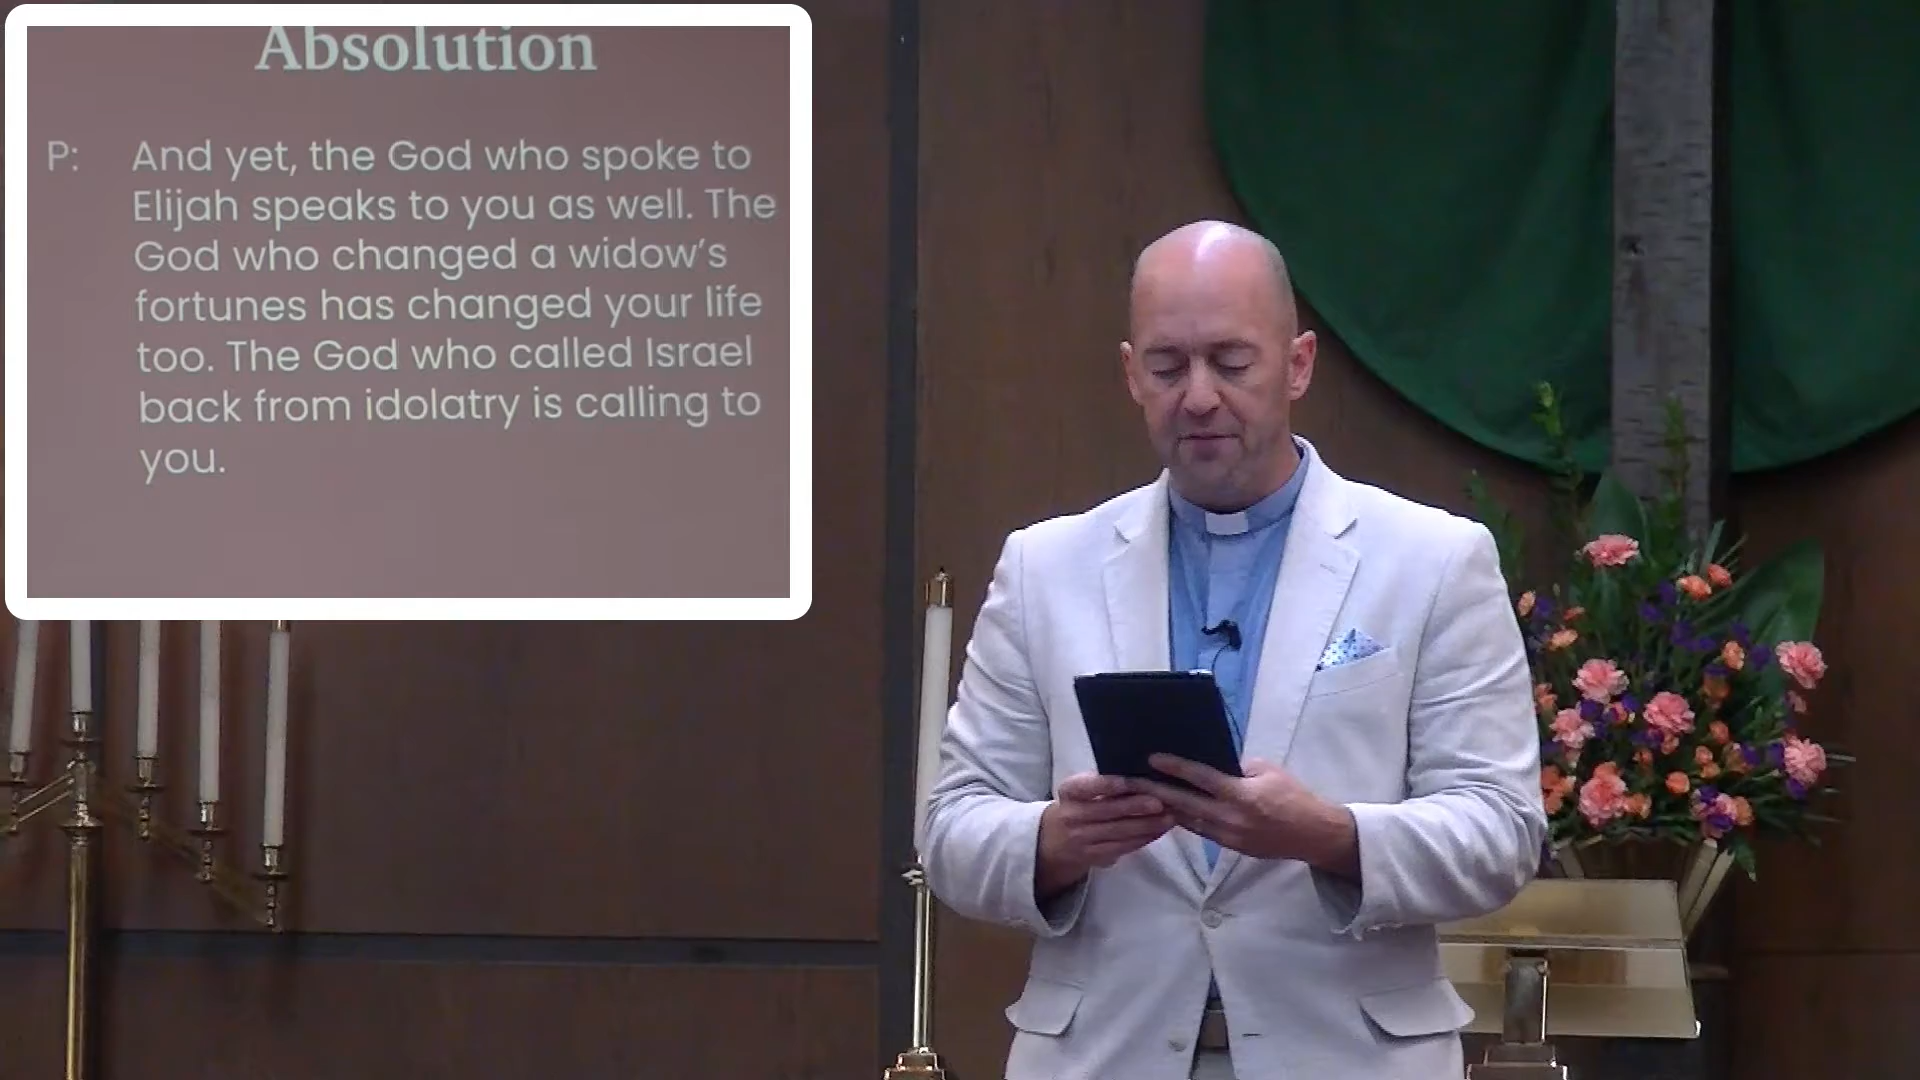 Absolution
P: And yet, the God who spoke to
Elijah speaks to you as well. The
God who changed a widow's
fortunes has changed your life
too. The God who called Israel
back from idolatry is calling to
you.